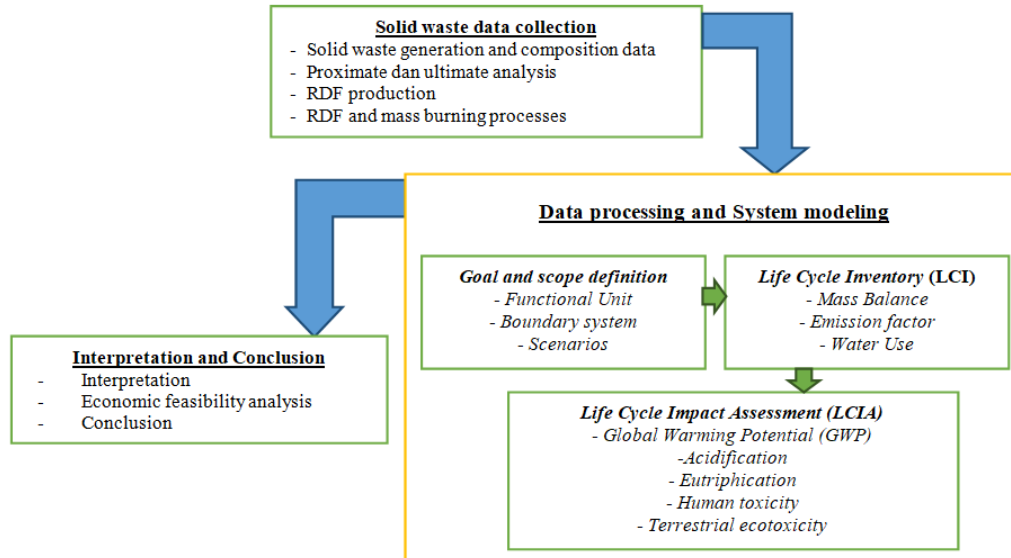 Solid waste data collection
- Solid waste generation and composition data
- Proximate dan ultimate analysis
- RDF production
- RDF and mass burning processes
Data processing and System modeling
Goal and scope definition
- Functional Unit
- Boundary system
- Scenarios
Life Cycle Inventory (LCI)
- Mass Balance
- Emission factor
- Water Use
Life Cycle Impact Assessment (LCIA)
- Global Warming Potential (GWP)
-Acidification
- Eutriphication
- Human toxicity
- Terrestrial ecotoxicity
Interpretation and Conclusion
- Interpretation
- Economic feasibility analysis
- Conclusion